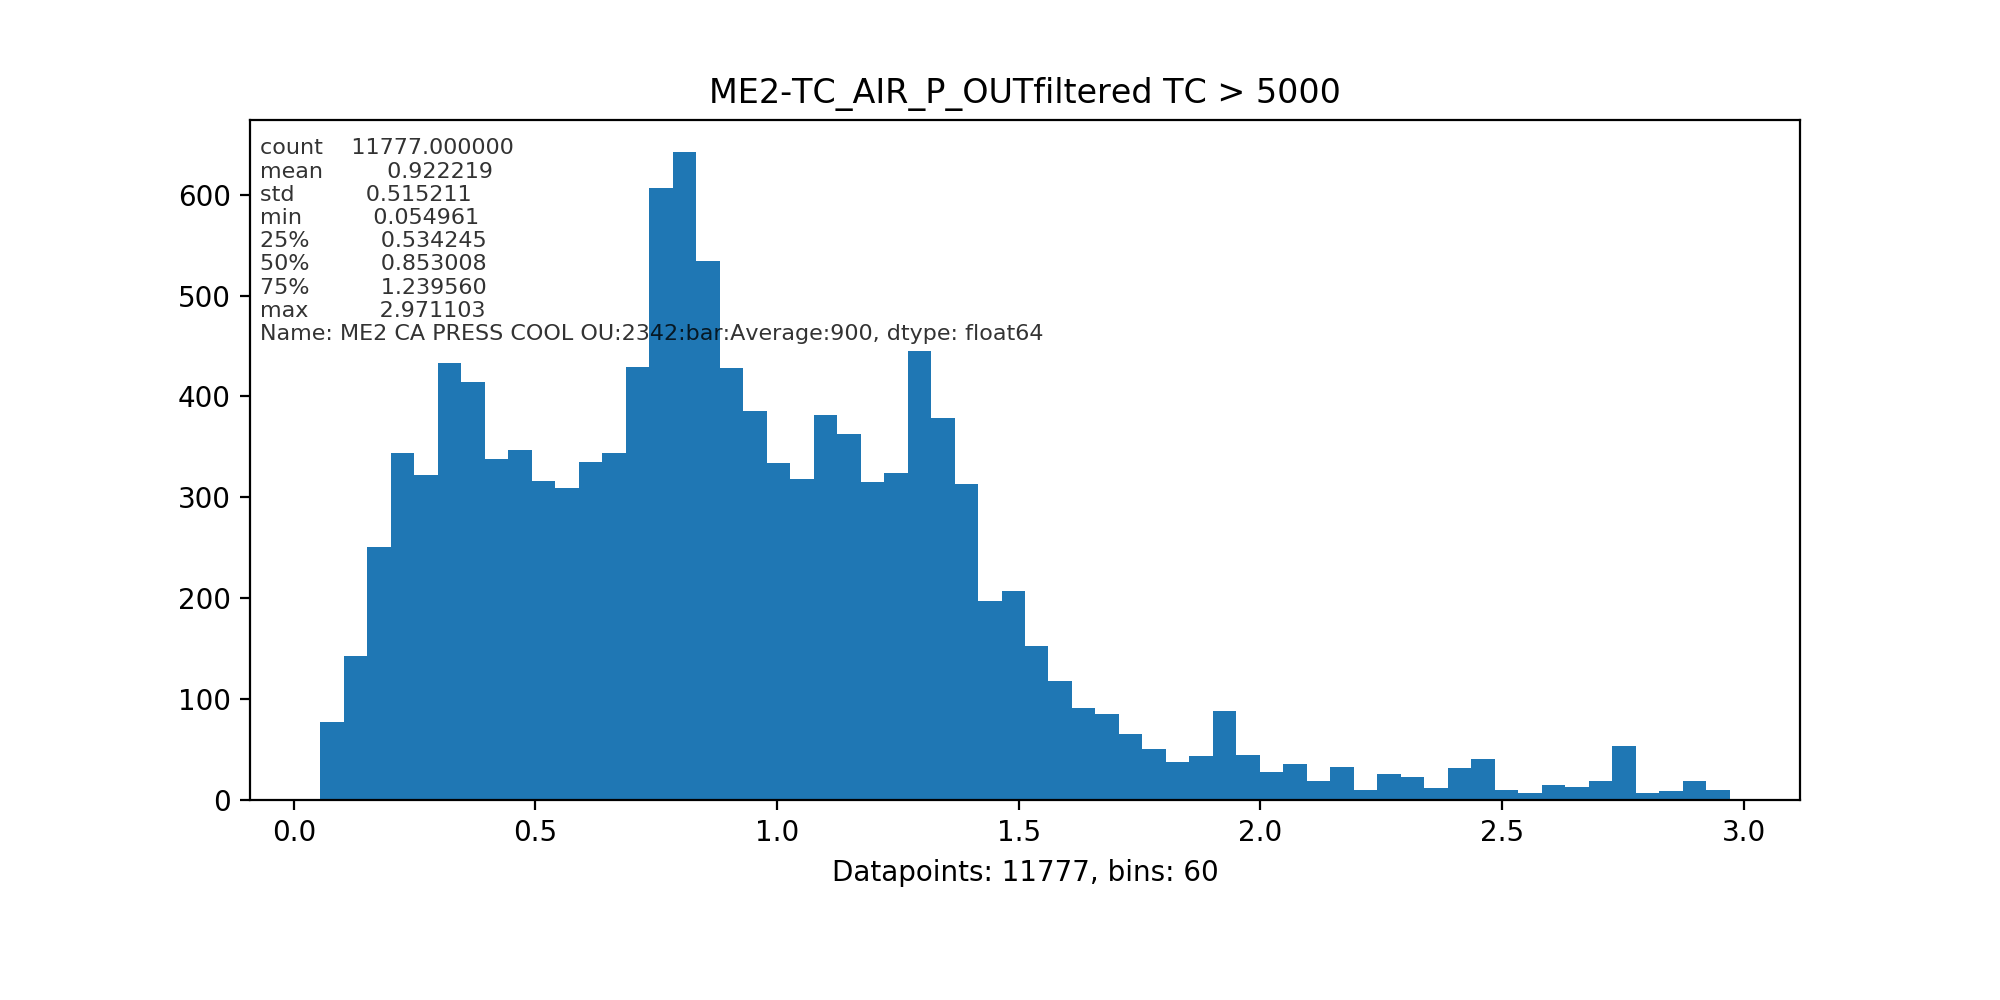 ME2-TC_AIR_P_OUTfiltered TC > 5000
count 11777.000000
mean 0.922219
std 0.515211
min 0.054961
25% 0.534245
50% 0.853008
75% 1.239560
max 2.971103
Name: ME2 CA PRESS COOL OU:2342:bar:Average:900, dtype: float64
600
500
400
300
200
100
0
0.0 0.5 1.0 1.5 2.0 2.5 3.0
Datapoints: 11777, bins: 60